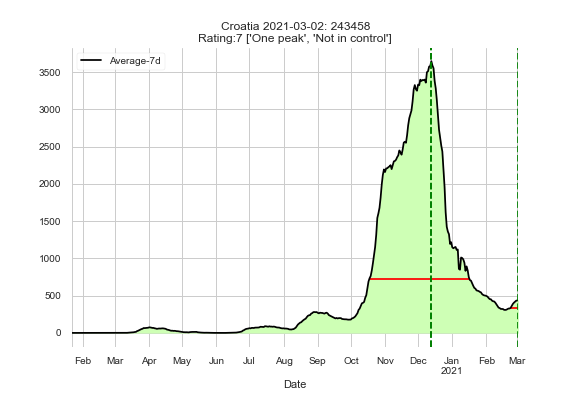 Croatia 2021-03-02: 243458
Rating:7 ['One peak', 'Not in control']
Average-7d
3500
3000
2500
2000
1500
1000
500
0
Feb Mar Apr May Jun Jul Aug Sep Oct Nov Dec Jan Feb Mar
2021
Date